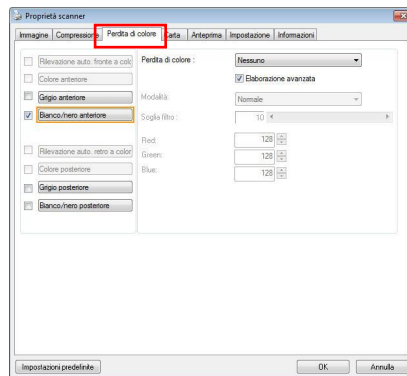 Proprietà scanner
Immagine Compressione Perdita di colore Carta Anteprima Impostazione Informazioni
Rilevazione auto. fronte a colo
Colore anteriore
Grigio anteriore
Bianco/nero anteriore
Rilevazione auto. retro a color
Colore posteriore
Grigio posteriore
Bianco/nero posteriore
Perdita di colore : Nessuno
Elaborazione avanzata
Modalità: Normale
Soglia filtro : 10
Red: 128
Green: 128
Blue: 128
Impostazioni predefinite OK Annulla